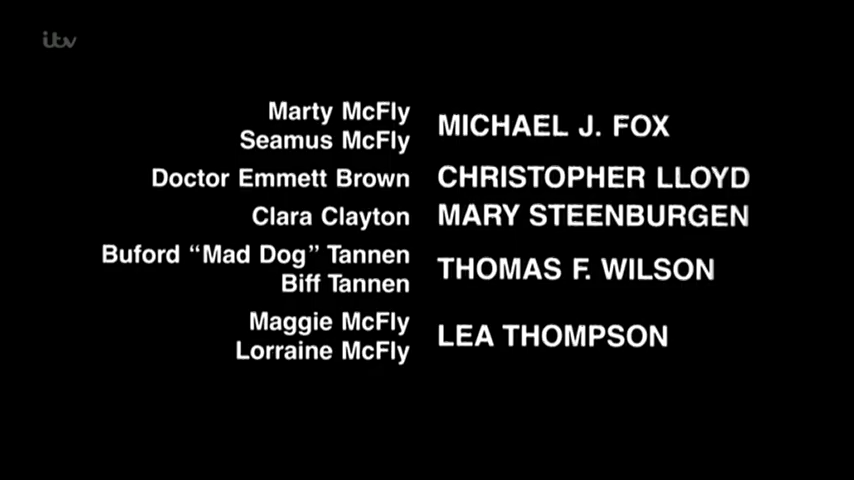 itv
Marty McFly
Seamus McFly
MICHAEL J. FOX
Doctor Emmett Brown
CHRISTOPHER LLOYD
Clara Clayton
MARY STEENBURGEN
Buford “Mad Dog” Tannen
Biff Tannen
THOMAS F. WILSON
Maggie McFly
Lorraine McFly
LEA THOMPSON